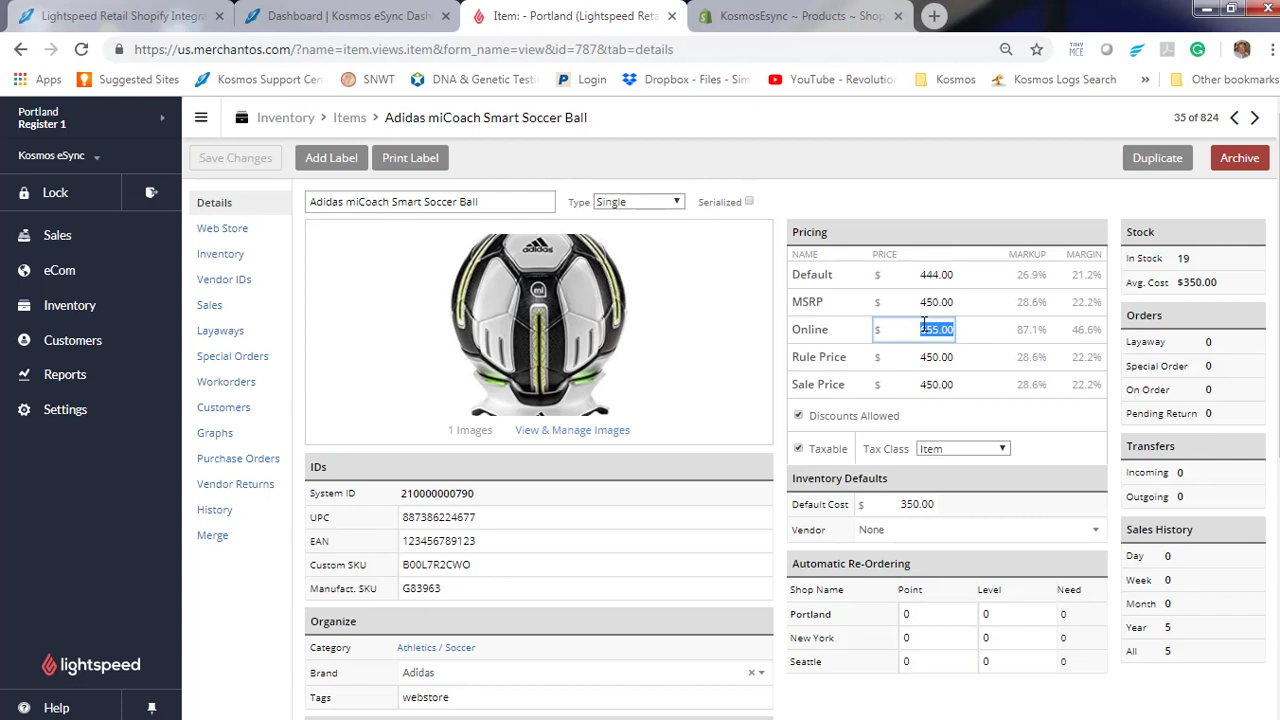 Lightspeed Retail Shopify Integra
Dashboard | Kosmos eSync Dash
Item: - Portland (Lightspeed Reta
KosmosEsync ~ Products ~ Shop
https://us.merchantos.com/?name=item.views.item&form_name=view&id=787&tab=details
Apps
Suggested Sites
Kosmos Support Cen
SNWT
DNA & Genetic Testi
Login
Dropbox - Files - Sim
YouTube - Revolution
Kosmos
Kosmos Logs Search
»
Other bookmarks
Portland
Register 1
Kosmos eSync
Lock
Sales
eCom
Inventory
Customers
Reports
Settings
lightspeed
Help
Inventory
Items
Adidas miCoach Smart Soccer Ball
35 of 824
Save Changes
Add Label
Print Label
Duplicate
Archive
Details
Web Store
Inventory
Vendor IDs
Sales
Layaways
Special Orders
Workorders
Customers
Graphs
Purchase Orders
Vendor Returns
History
Merge
Adidas miCoach Smart Soccer Ball
Type Single
Serialized
adidas
1 Images View & Manage Images
IDs
System ID 210000000790
UPC 887386224677
EAN 123456789123
Custom SKU B00L7R2CWO
Manufact. SKU G83963
Organize
Category Athletics / Soccer
Brand Adidas
Tags webstore
Pricing
NAME PRICE MARKUP MARGIN
Default $ 444.00 26.9% 21.2%
MSRP $ 450.00 28.6% 22.2%
Online $ 655.00 87.1% 46.6%
Rule Price $ 450.00 28.6% 22.2%
Sale Price $ 450.00 28.6% 22.2%
Discounts Allowed
Taxable Tax Class Item
Inventory Defaults
Default Cost $ 350.00
Vendor None
Automatic Re-Ordering
Shop Name Point Level Need
Portland 0 0 0
New York 0 0 0
Seattle 0 0 0
Stock
In Stock 19
Avg. Cost $350.00
Orders
Layaway 0
Special Order 0
On Order 0
Pending Return 0
Transfers
Incoming 0
Outgoing 0
Sales History
Day 0
Week 0
Month 0
Year 5
All 5